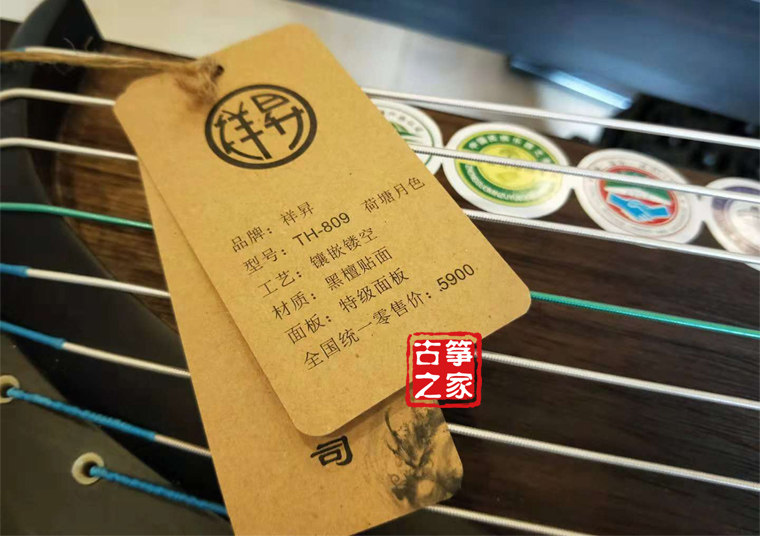 祥昇
品牌：祥昇
型号：TH-809 荷塘月色
工艺：镶嵌镂空
材质：黑檀贴面
面板：特级面板
全国统一零售价：5900
古筝
之家
司